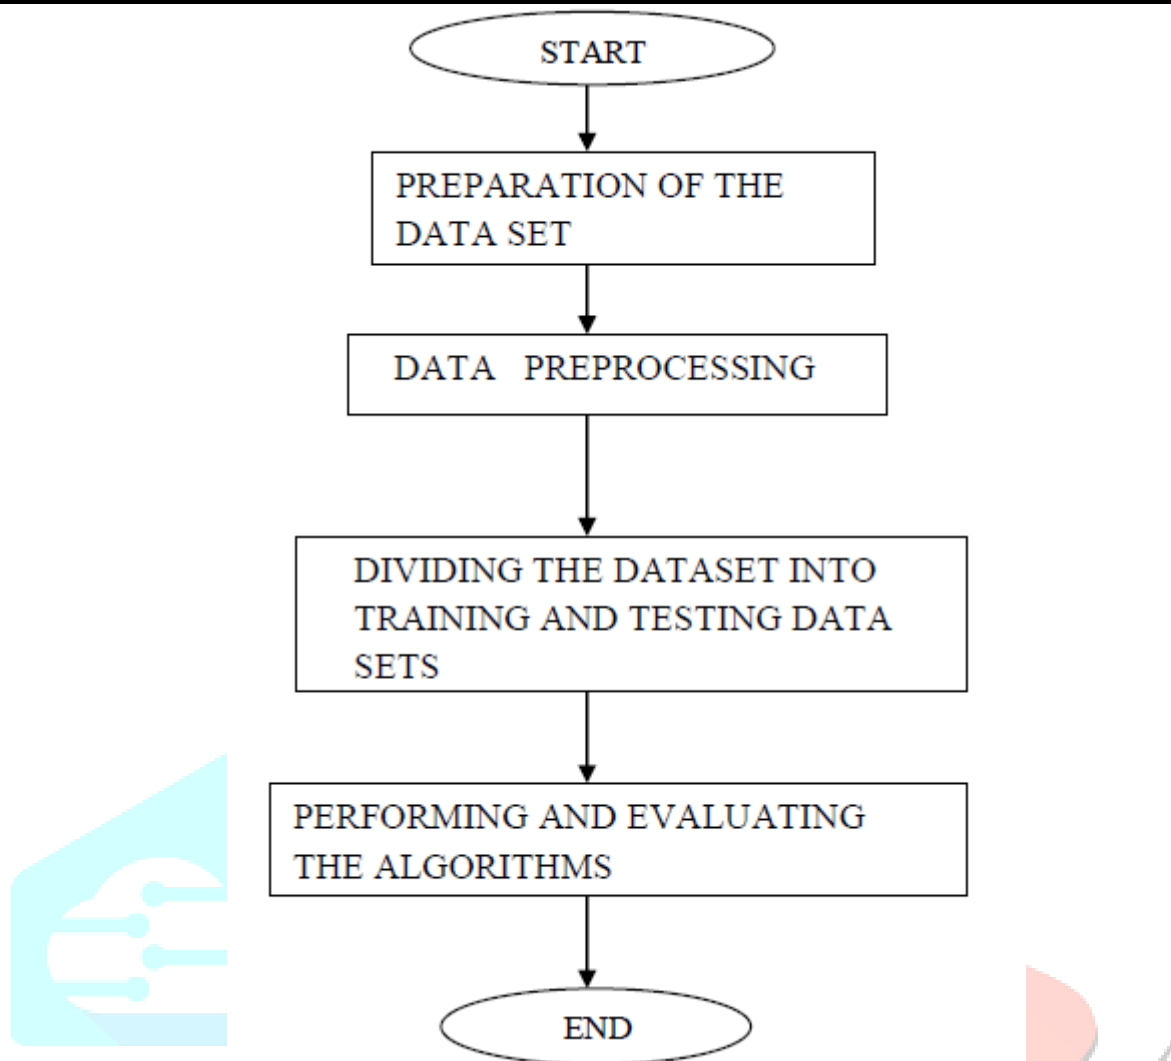 START
PREPARATION OF THE
DATA SET
DATA PREPROCESSING
DIVIDING THE DATASET INTO
TRAINING AND TESTING DATA
SETS
PERFORMING AND EVALUATING
THE ALGORITHMS
END